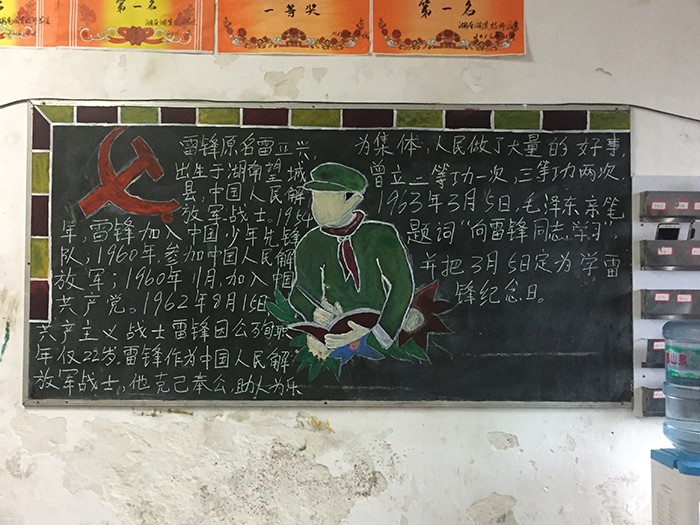 第一名
一等奖
第一名
雷锋原名雷正兴,
出生于湖南望城
县,中国人民解
放军战士。1954
年,雷锋加入中国少年先锋
队;1960年,参加中国人民解
放军;1960年11月,加入中国
共产党。1962年8月15日
共产主义战士雷锋因公殉职
年仅22岁雷锋作为中国人民解
放军战士,他克己奉公,助人为乐
为集体,人民做了大量的好事,
曾立二等功一次,三等功两次
1963年3月5日,毛泽东亲笔
题词“向雷锋同志学习”
并把3月5日定为学雷
锋纪念日。